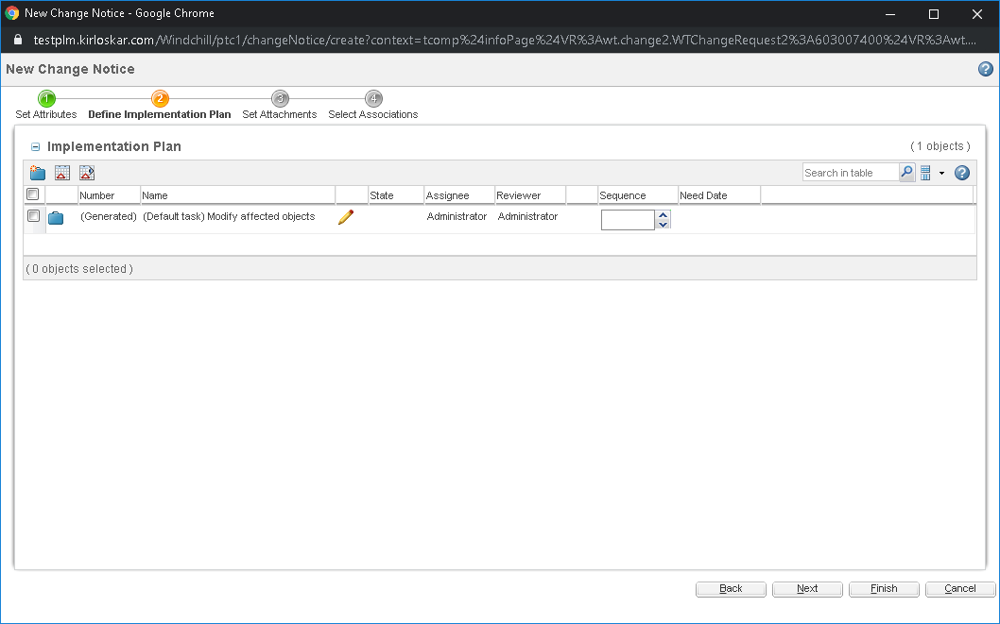 New Change Notice - Google Chrome
testplm.kirloskar.com/Windchill/ptc1/changeNotice/create?context=tcomp%24infoPage%24VR%3Awt.change2.WTChangeRequest2%3A603007400%24VR%3Awt....
New Change Notice
1 2 3 4
Set Attributes Define Implementation Plan Set Attachments Select Associations
Implementation Plan ( 1 objects )
Search in table
Number Name State Assignee Reviewer Sequence Need Date
(Generated) (Default task) Modify affected objects Administrator Administrator
( 0 objects selected )
Back Next Finish Cancel